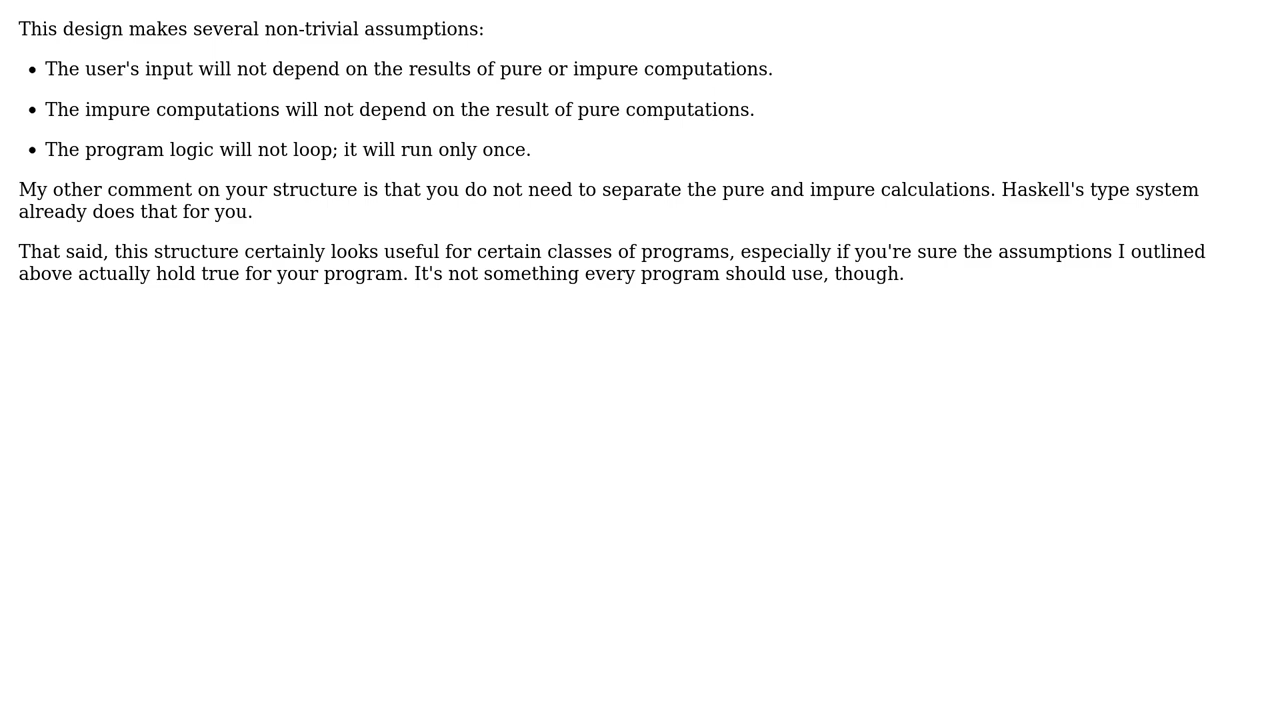 This design makes several non-trivial assumptions:
• The user's input will not depend on the results of pure or impure computations.
• The impure computations will not depend on the result of pure computations.
• The program logic will not loop; it will run only once.
My other comment on your structure is that you do not need to separate the pure and impure calculations. Haskell's type system
already does that for you.
That said, this structure certainly looks useful for certain classes of programs, especially if you're sure the assumptions I outlined
above actually hold true for your program. It's not something every program should use, though.